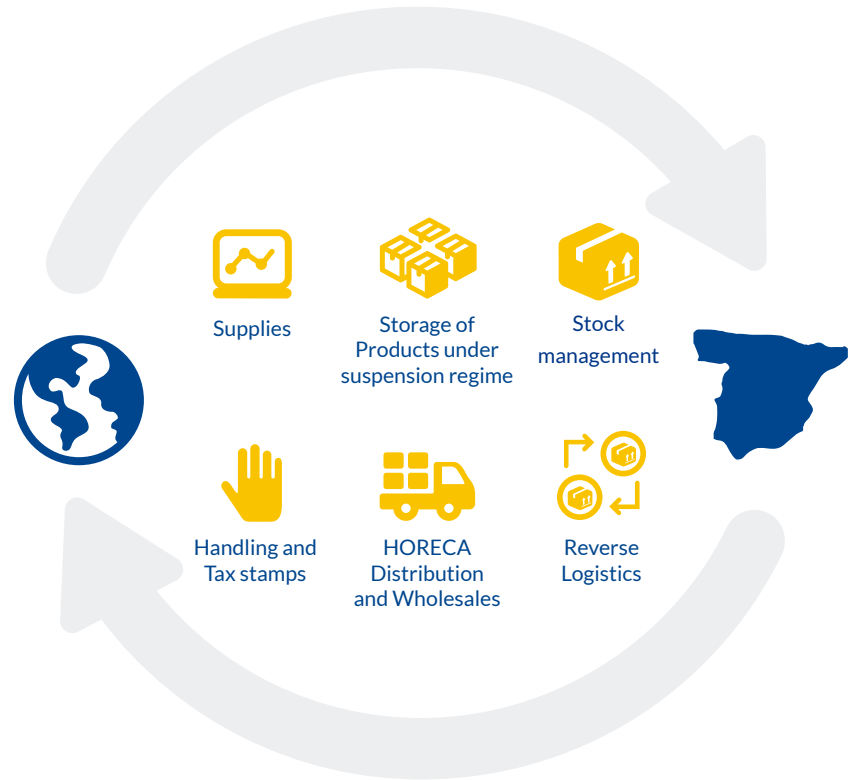 Supplies
Storage of
Products under
suspension regime
Stock
management
Handling and
Tax stamps
HORECA
Distribution
and Wholesales
Reverse
Logistics